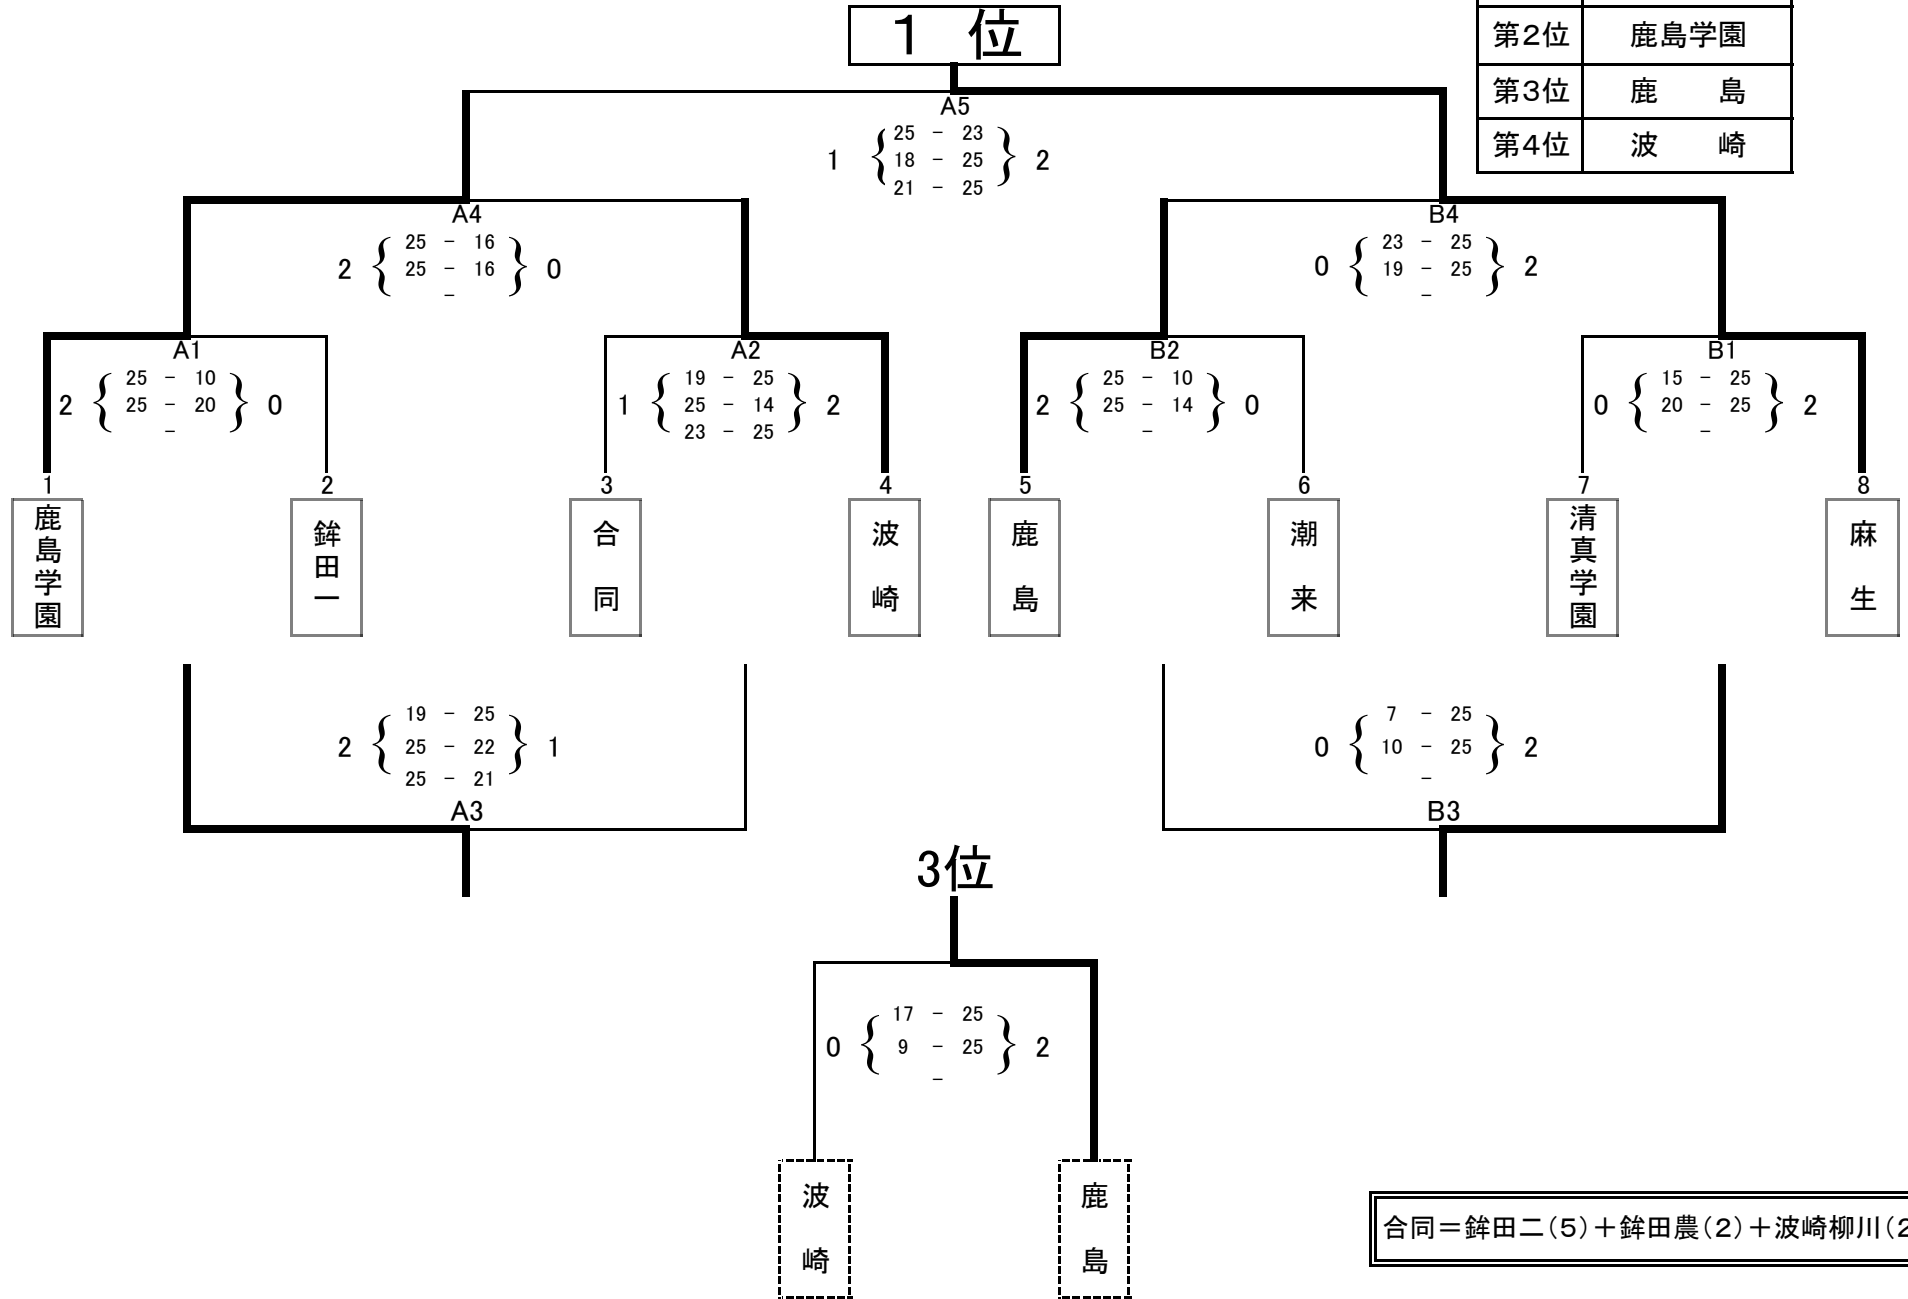 １　位
第２位　鹿島学園
第３位　鹿　　島
第４位　波　　崎
A5
25 － 23
1 18 － 25 2
21 － 25
A4
25 － 16
2 25 － 16 0
－
B4
23 － 25
0 19 － 25 2
－
A1
25 － 10
2 25 － 20 0
－
A2
19 － 25
1 25 － 14 2
23 － 25
B2
25 － 10
2 25 － 14 0
－
B1
15 － 25
0 20 － 25 2
－
1 2 3 4 5 6 7 8
鹿島学園
鉾田一
合同
波崎
鹿島
潮来
清真学園
麻生
19 － 25
2 25 － 22 1
25 － 21
A3
7 － 25
0 10 － 25 2
－
B3
3位
17 － 25
0 9 － 25 2
－
波崎
鹿島
合同＝鉾田二（５）＋鉾田農（２）＋波崎柳川（２